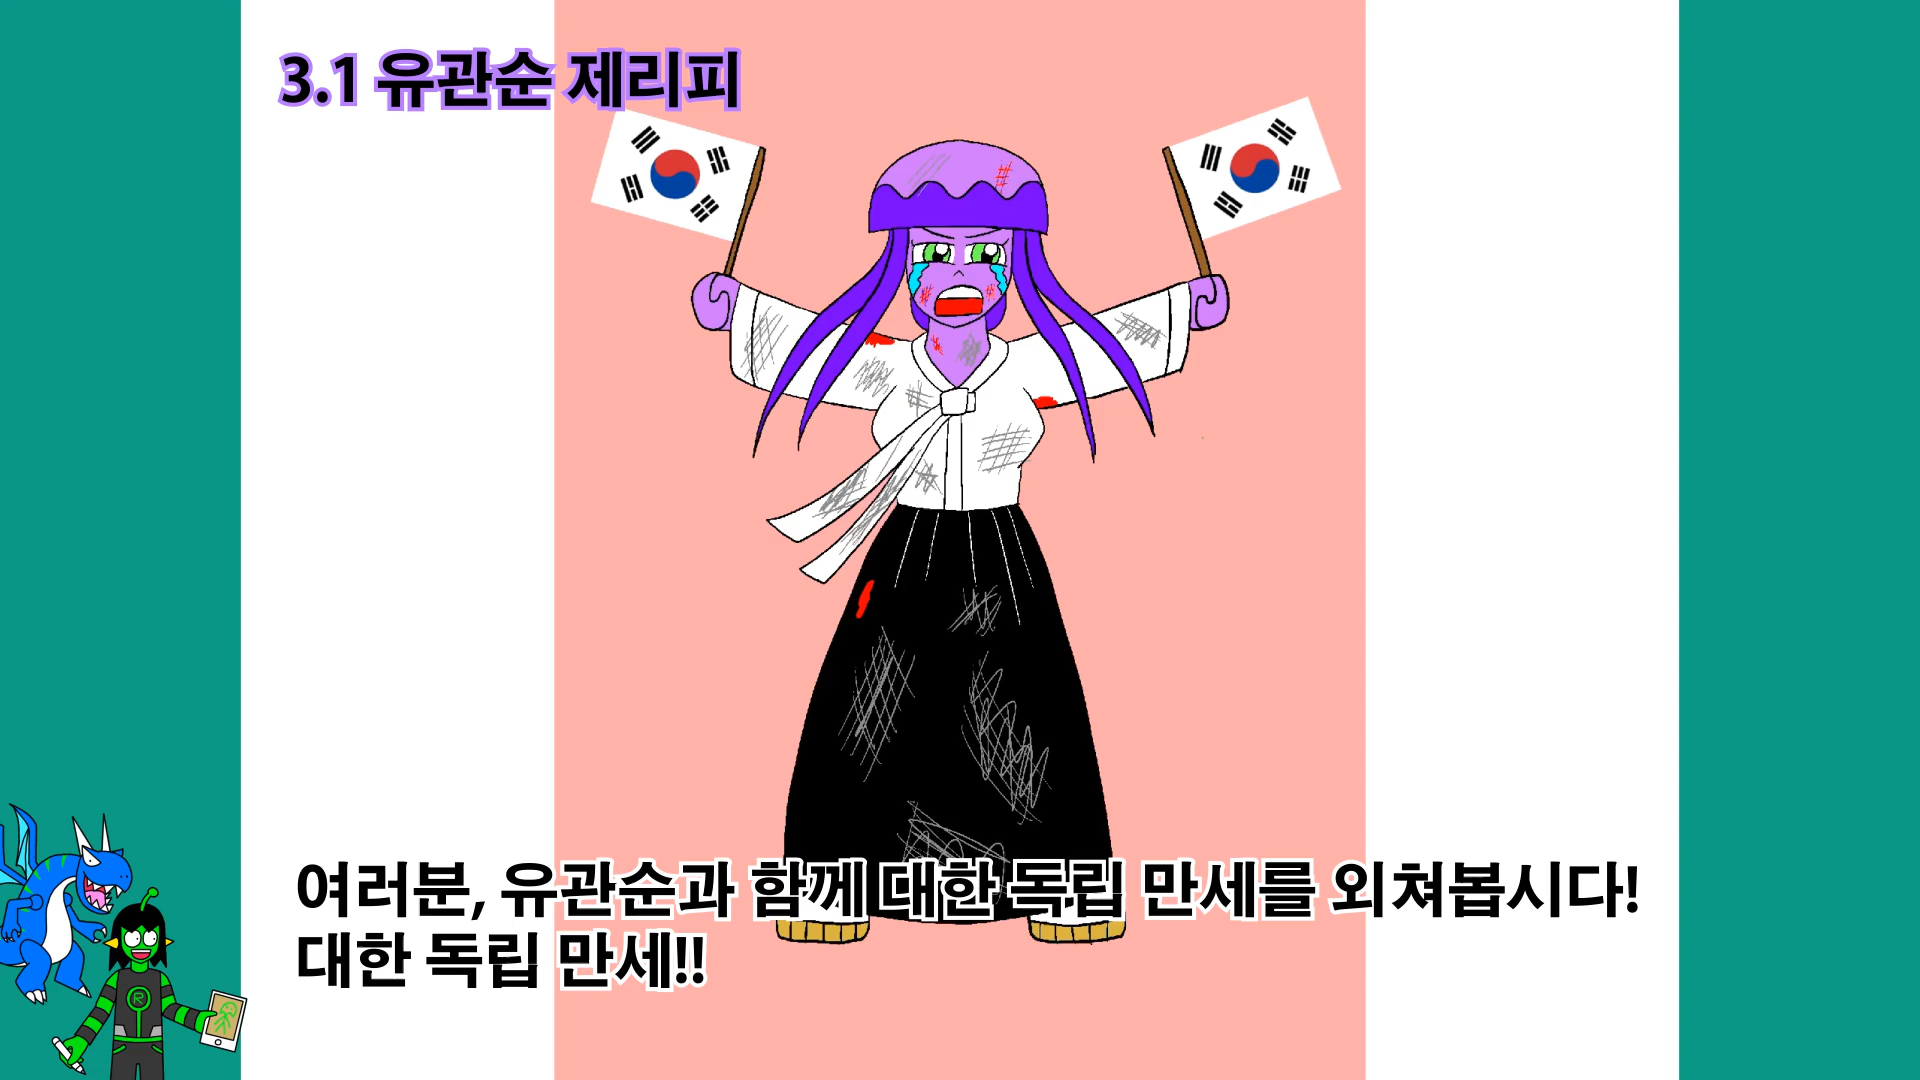 3.1 유관순 제리피
여러분, 유관순과 함께 대한 독립 만세를 외쳐봅시다!
대한 독립 만세!!
R